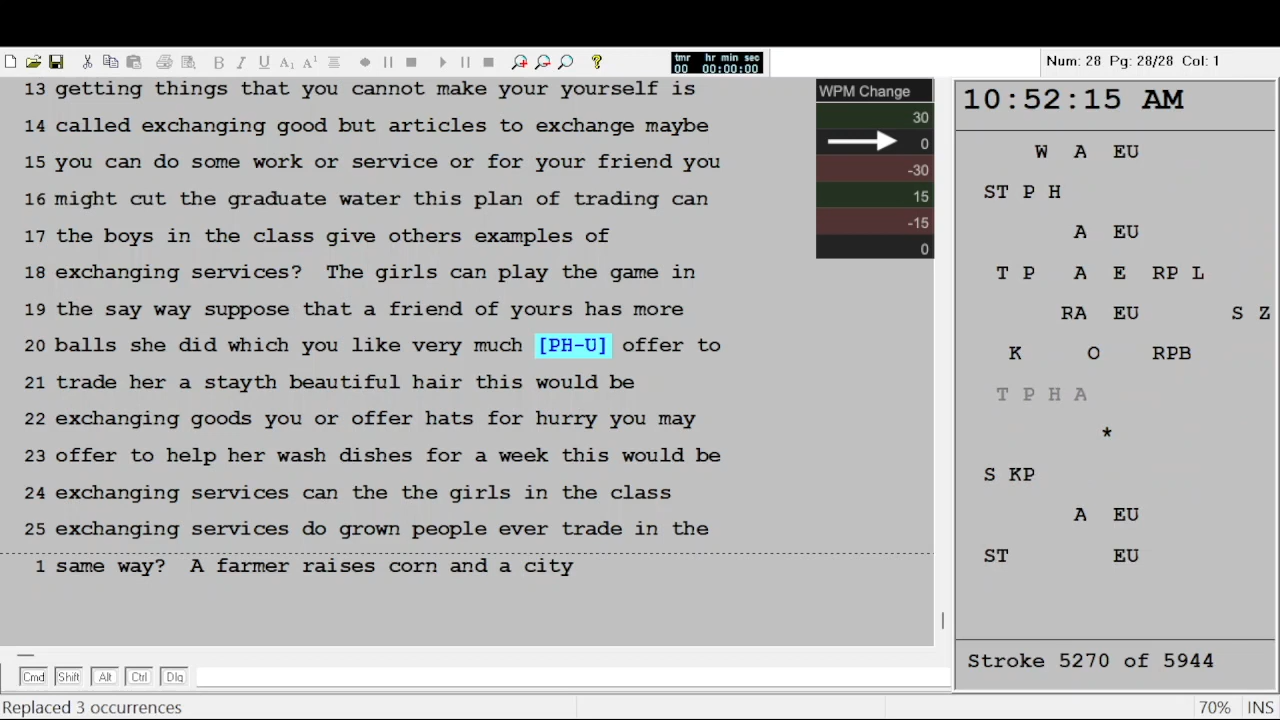 B I U A₁ A¹
tmr hr min sec
00 00:00:00
Num: 28 Pg: 28/28 Col: 1
13 getting things that you cannot make your yourself is
14 called exchanging good but articles to exchange maybe
15 you can do some work or service or for your friend you
16 might cut the graduate water this plan of trading can
17 the boys in the class give others examples of
18 exchanging services?  The girls can play the game in
19 the say way suppose that a friend of yours has more
20 balls she did which you like very much [PH-U] offer to
21 trade her a stayth beautiful hair this would be
22 exchanging goods you or offer hats for hurry you may
23 offer to help her wash dishes for a week this would be
24 exchanging services can the the girls in the class
25 exchanging services do grown people ever trade in the
1 same way?  A farmer raises corn and a city
WPM Change
30
0
-30
15
-15
0
10:52:15 AM
W A EU
ST P H
A EU
T P A E RP L
RA EU S Z
K O RPB
T P H A
*
S KP
A EU
ST EU
Stroke 5270 of 5944
Cmd Shift Alt Ctrl Dlg
Replaced 3 occurrences
70% INS